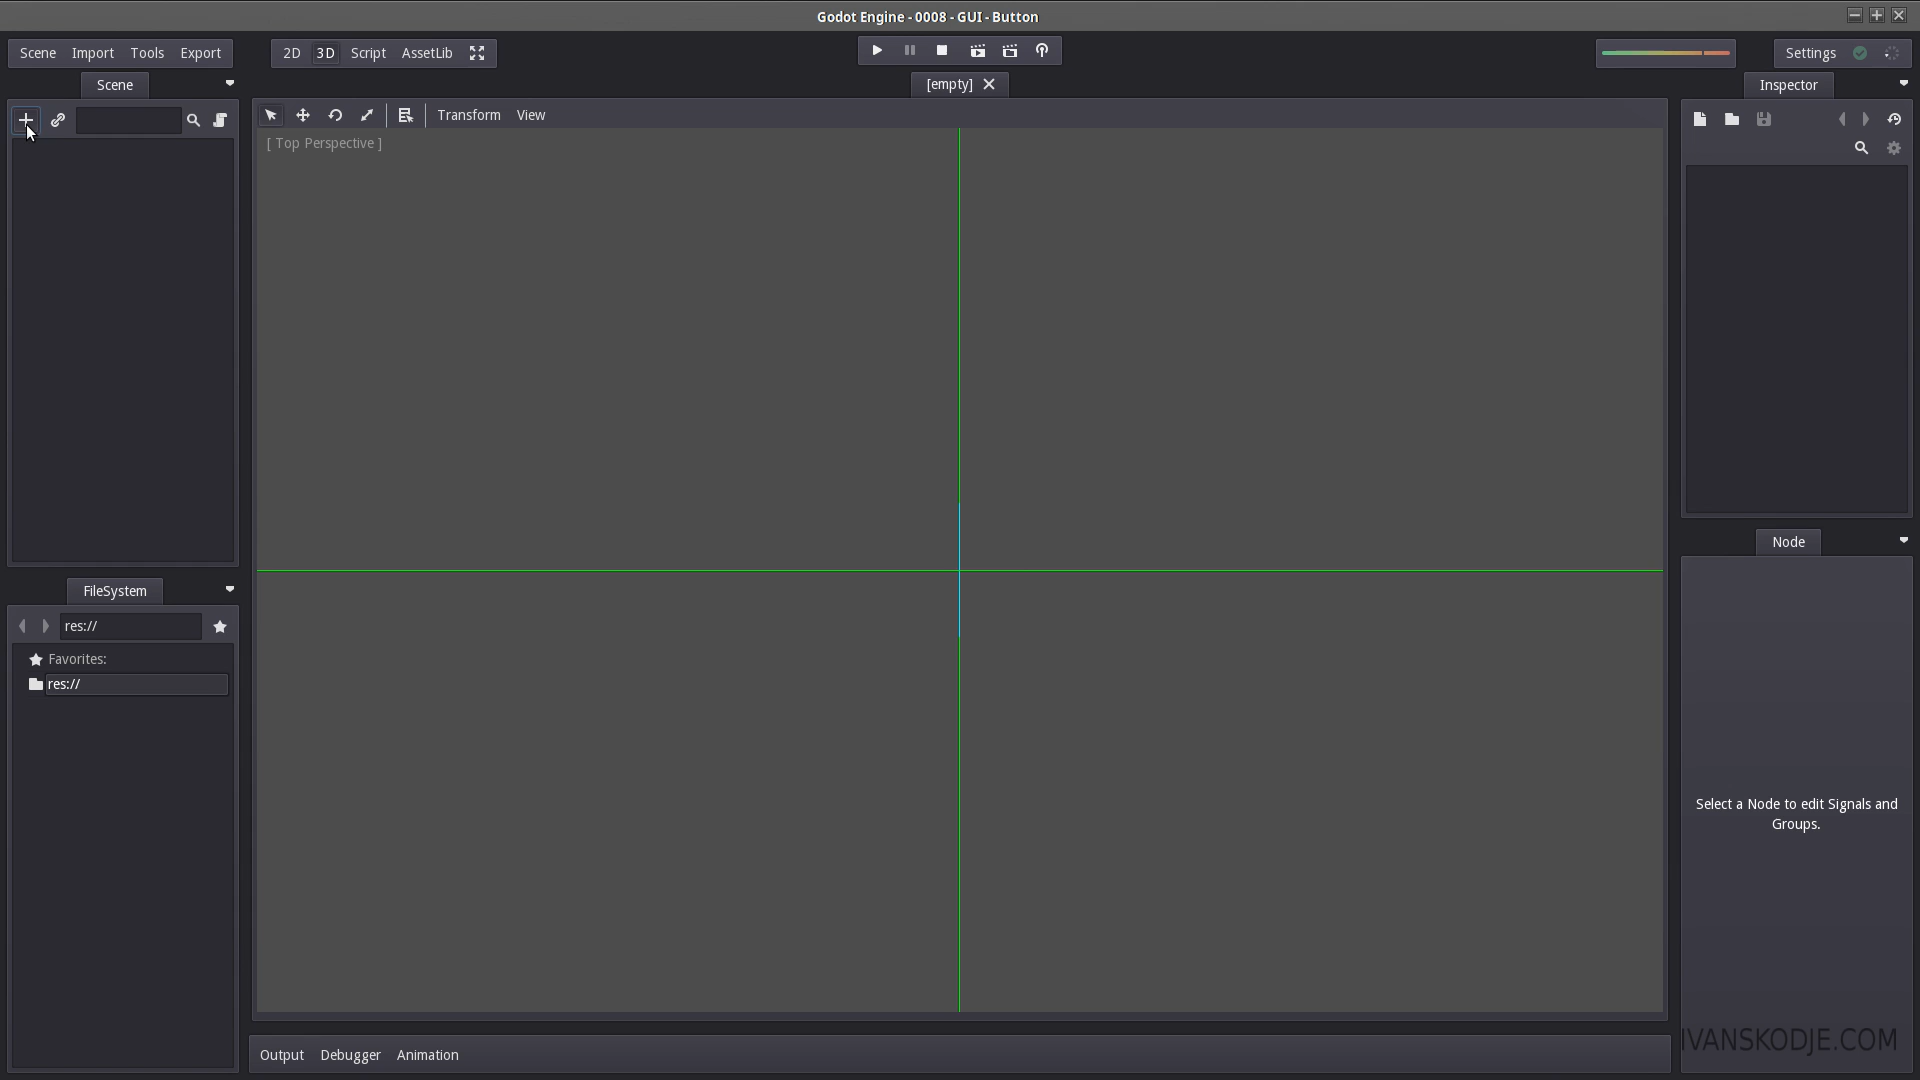 Godot Engine - 0008 - GUI - Button
Scene Import Tools Export
2D 3D Script AssetLib
Settings
Scene
[empty]
Inspector
Transform View
[ Top Perspective ]
Node
FileSystem
res://
Favorites:
res://
Select a Node to edit Signals and
Groups.
Output Debugger Animation
IVANSKODJE.COM